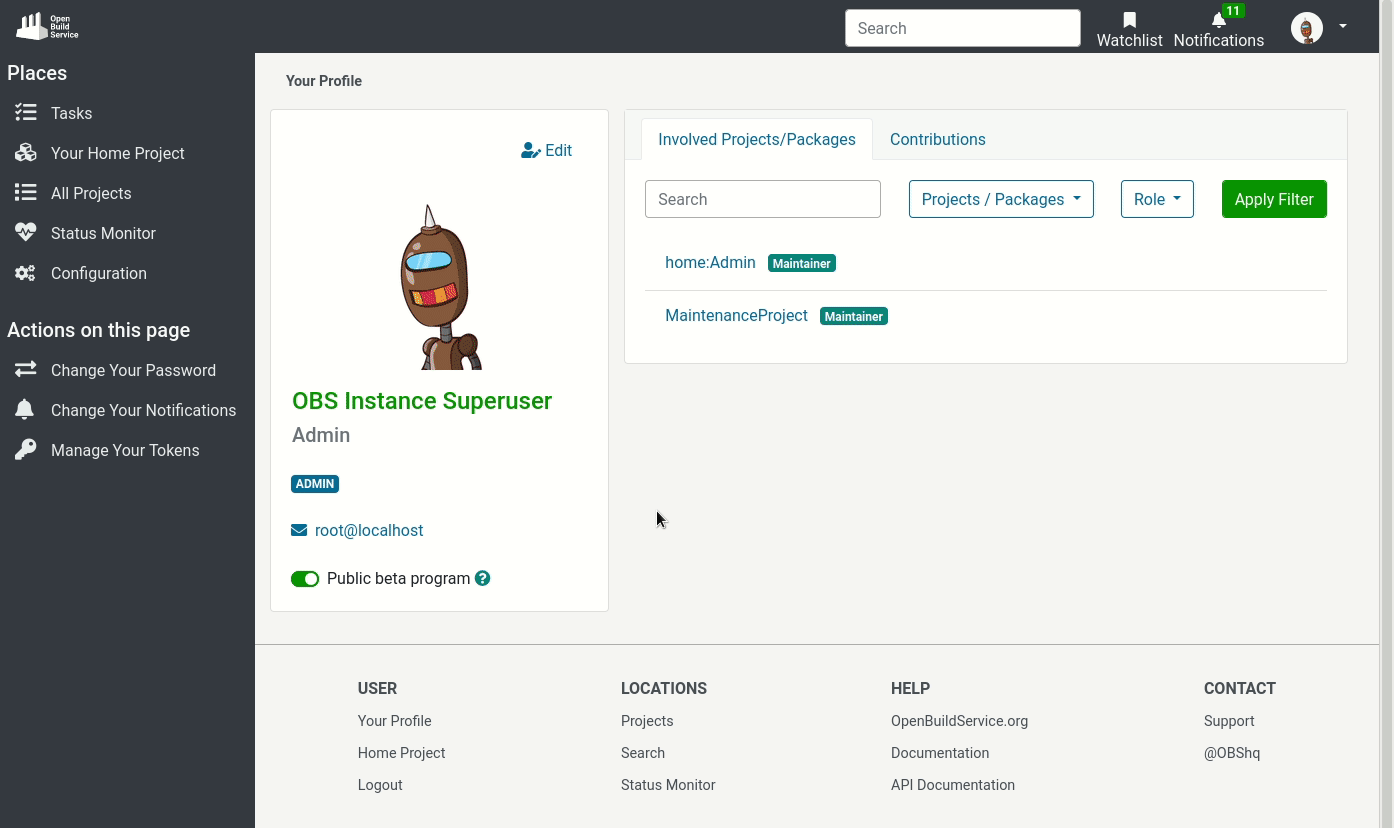 Open
Build
Service
Search
Watchlist
11
Notifications
Places
Tasks
Your Home Project
All Projects
Status Monitor
Configuration
Actions on this page
Change Your Password
Change Your Notifications
Manage Your Tokens
Your Profile
Edit
OBS Instance Superuser
Admin
ADMIN
root@localhost
Public beta program ?
Involved Projects/Packages Contributions
Search Projects / Packages Role Apply Filter
home:Admin Maintainer
MaintenanceProject Maintainer
USER
Your Profile
Home Project
Logout
LOCATIONS
Projects
Search
Status Monitor
HELP
OpenBuildService.org
Documentation
API Documentation
CONTACT
Support
@OBShq